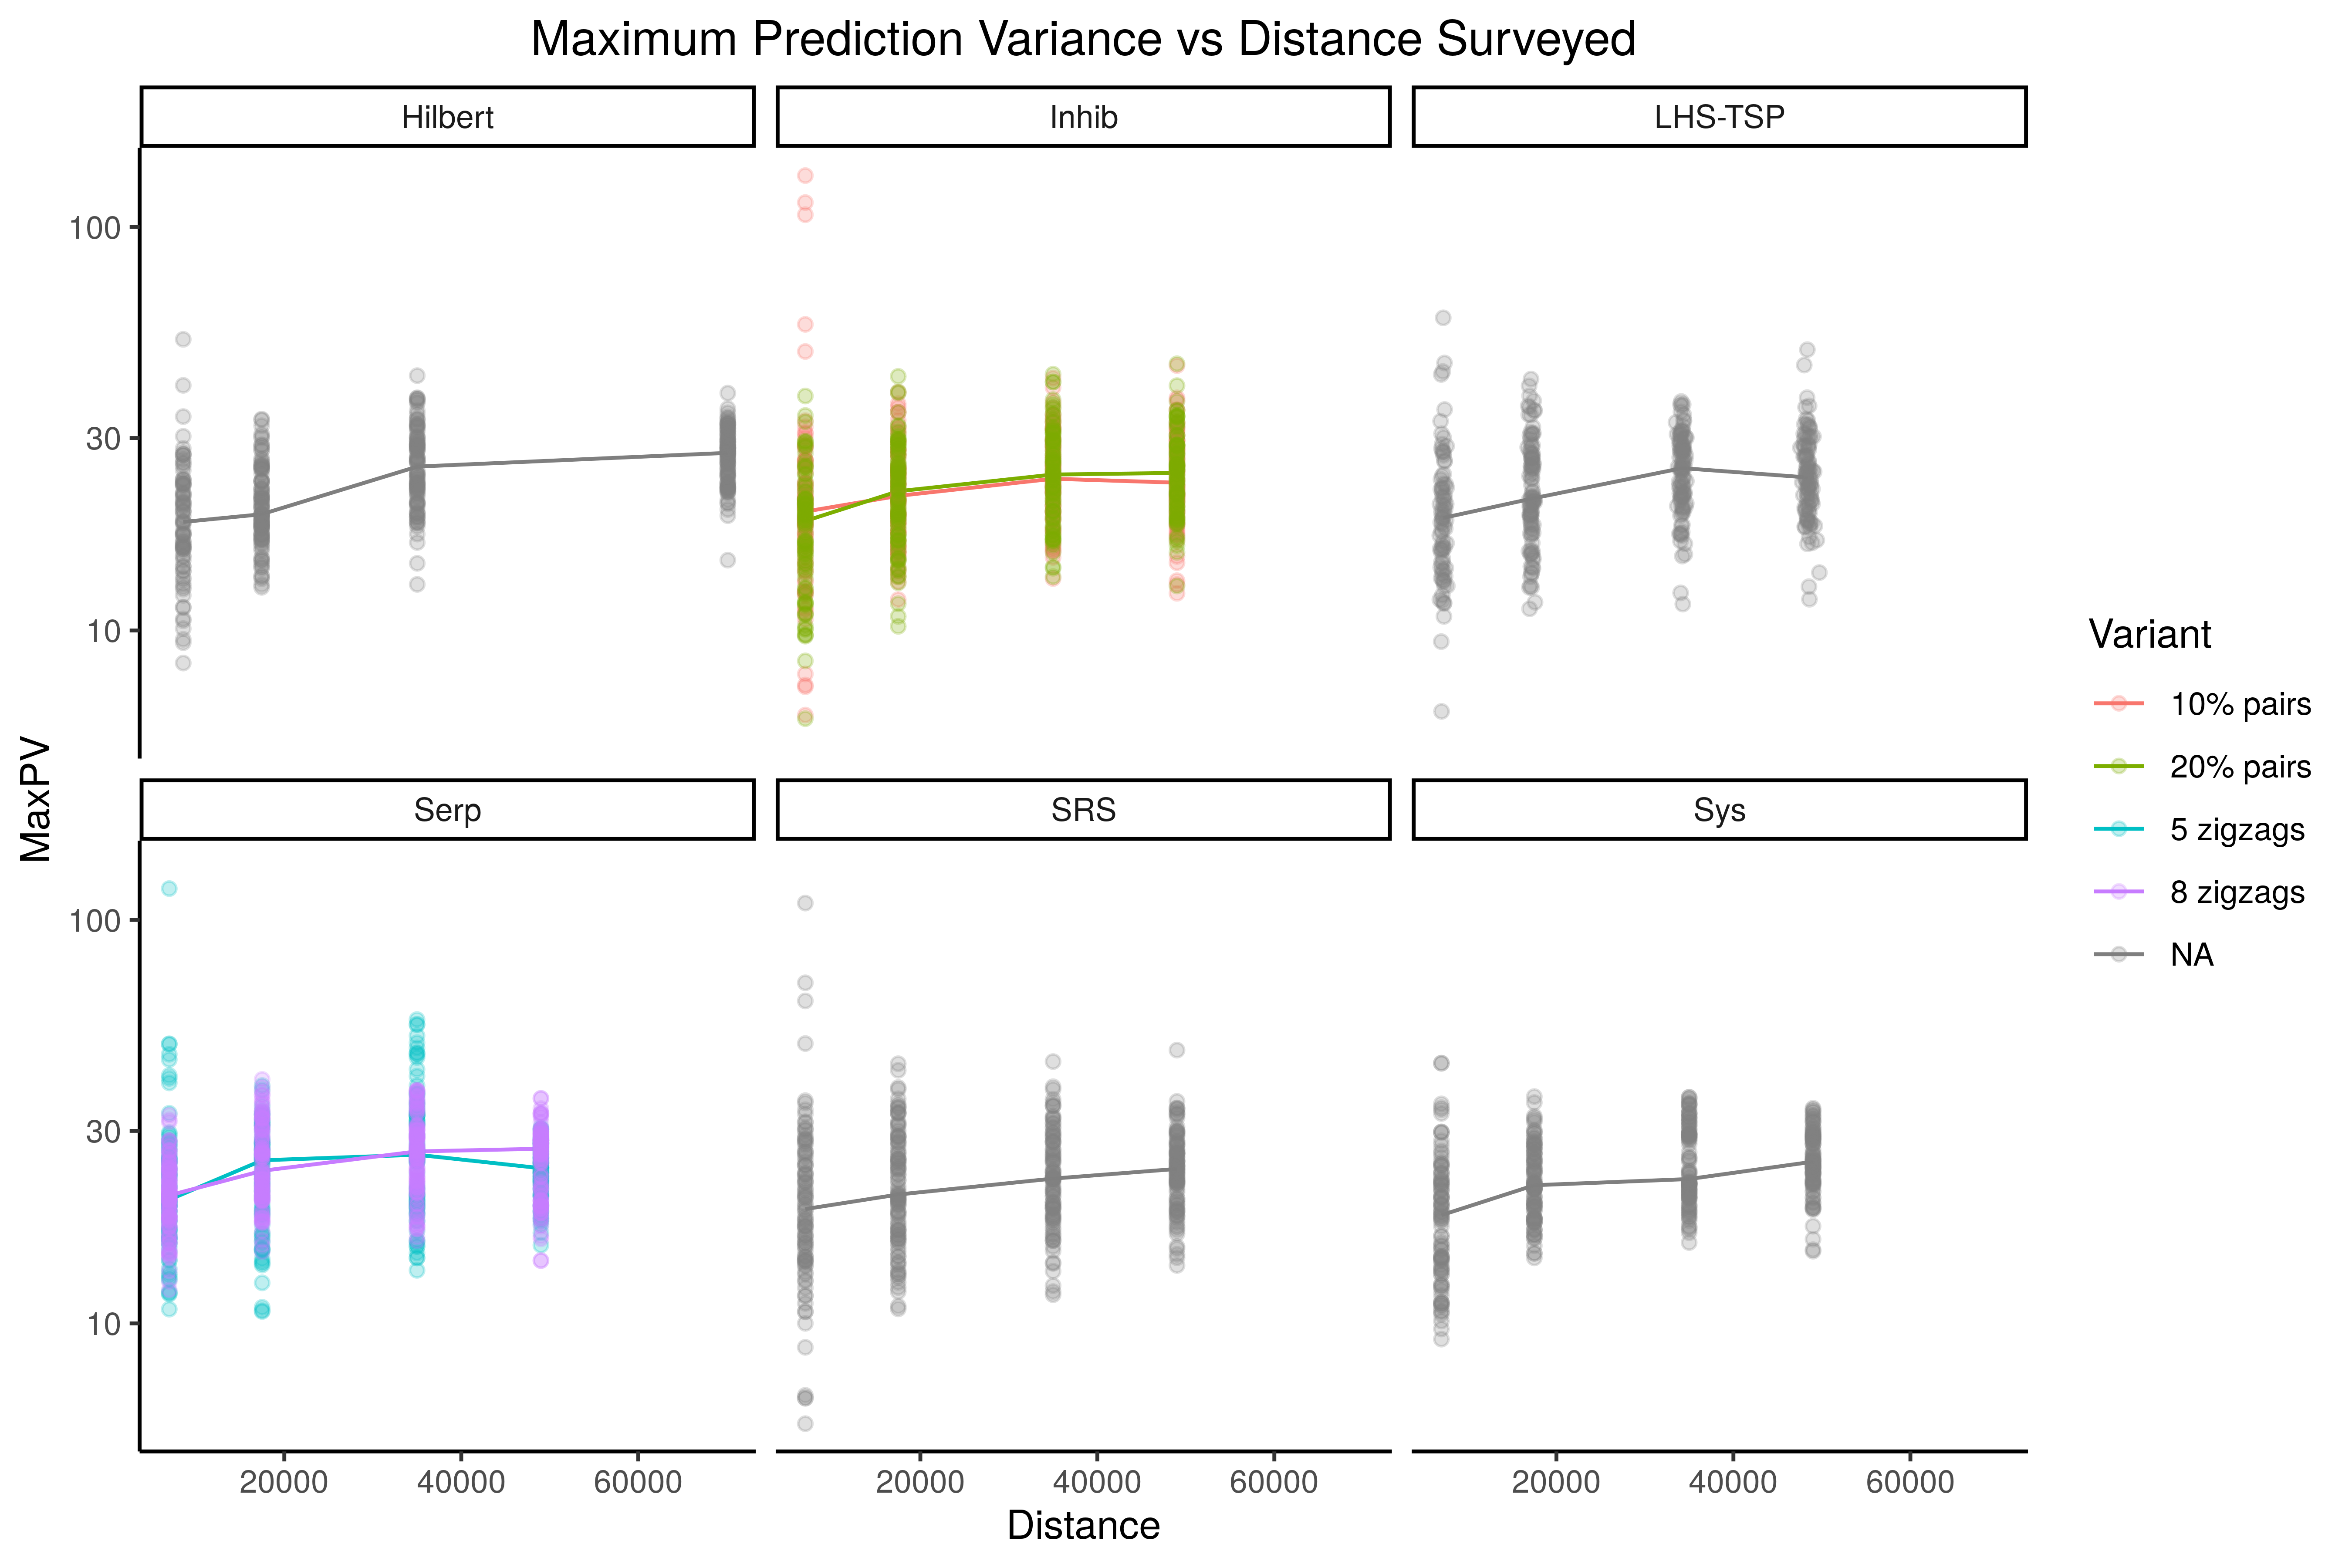 Maximum Prediction Variance vs Distance Surveyed
Hilbert
Inhib
LHS-TSP
100
30
10
Serp
SRS
Sys
100
30
10
20000
40000
60000
20000
40000
60000
20000
40000
60000
Distance
MaxPV
Variant
10% pairs
20% pairs
5 zigzags
8 zigzags
NA